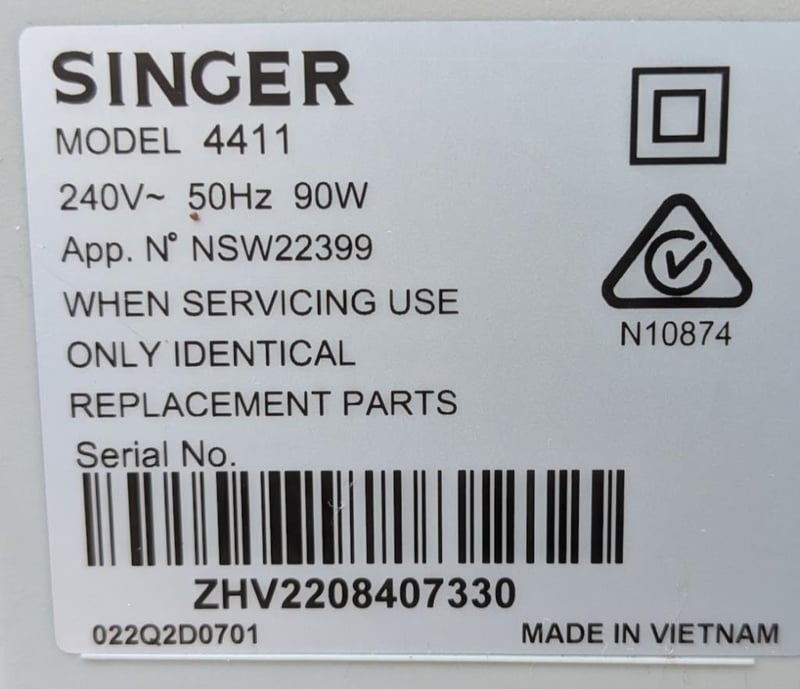 SINGER
MODEL 4411
240V~ 50Hz 90W
App. N° NSW22399
WHEN SERVICING USE
ONLY IDENTICAL
REPLACEMENT PARTS
N10874
Serial No.
ZHV2208407330
022Q2D0701
MADE IN VIETNAM